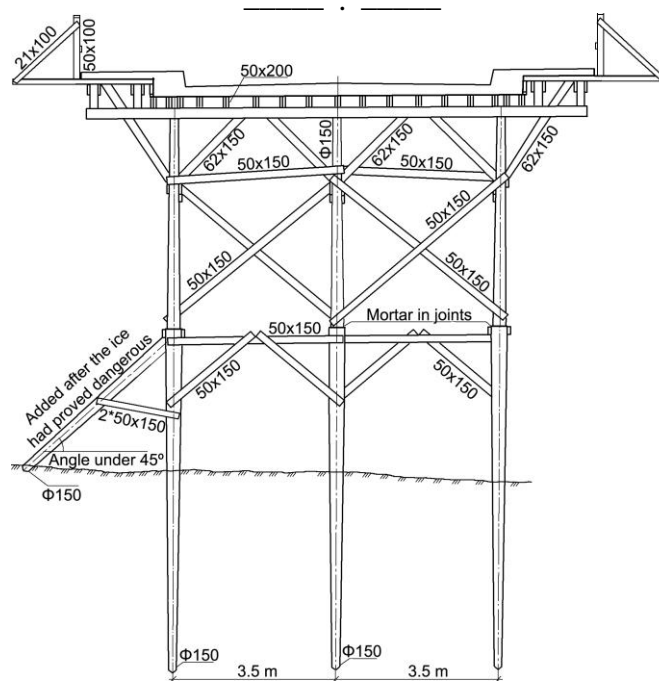 21x100
50x100
50x200
62x150
Φ150
62x150
62x150
50x150
50x150
50x150
50x150
50x150
50x150
Mortar in joints
50x150
50x150
50x150
Added after the ice
had proved dangerous
2*50x150
Angle under 45º
Φ150
Φ150
Φ150
3.5 m
3.5 m